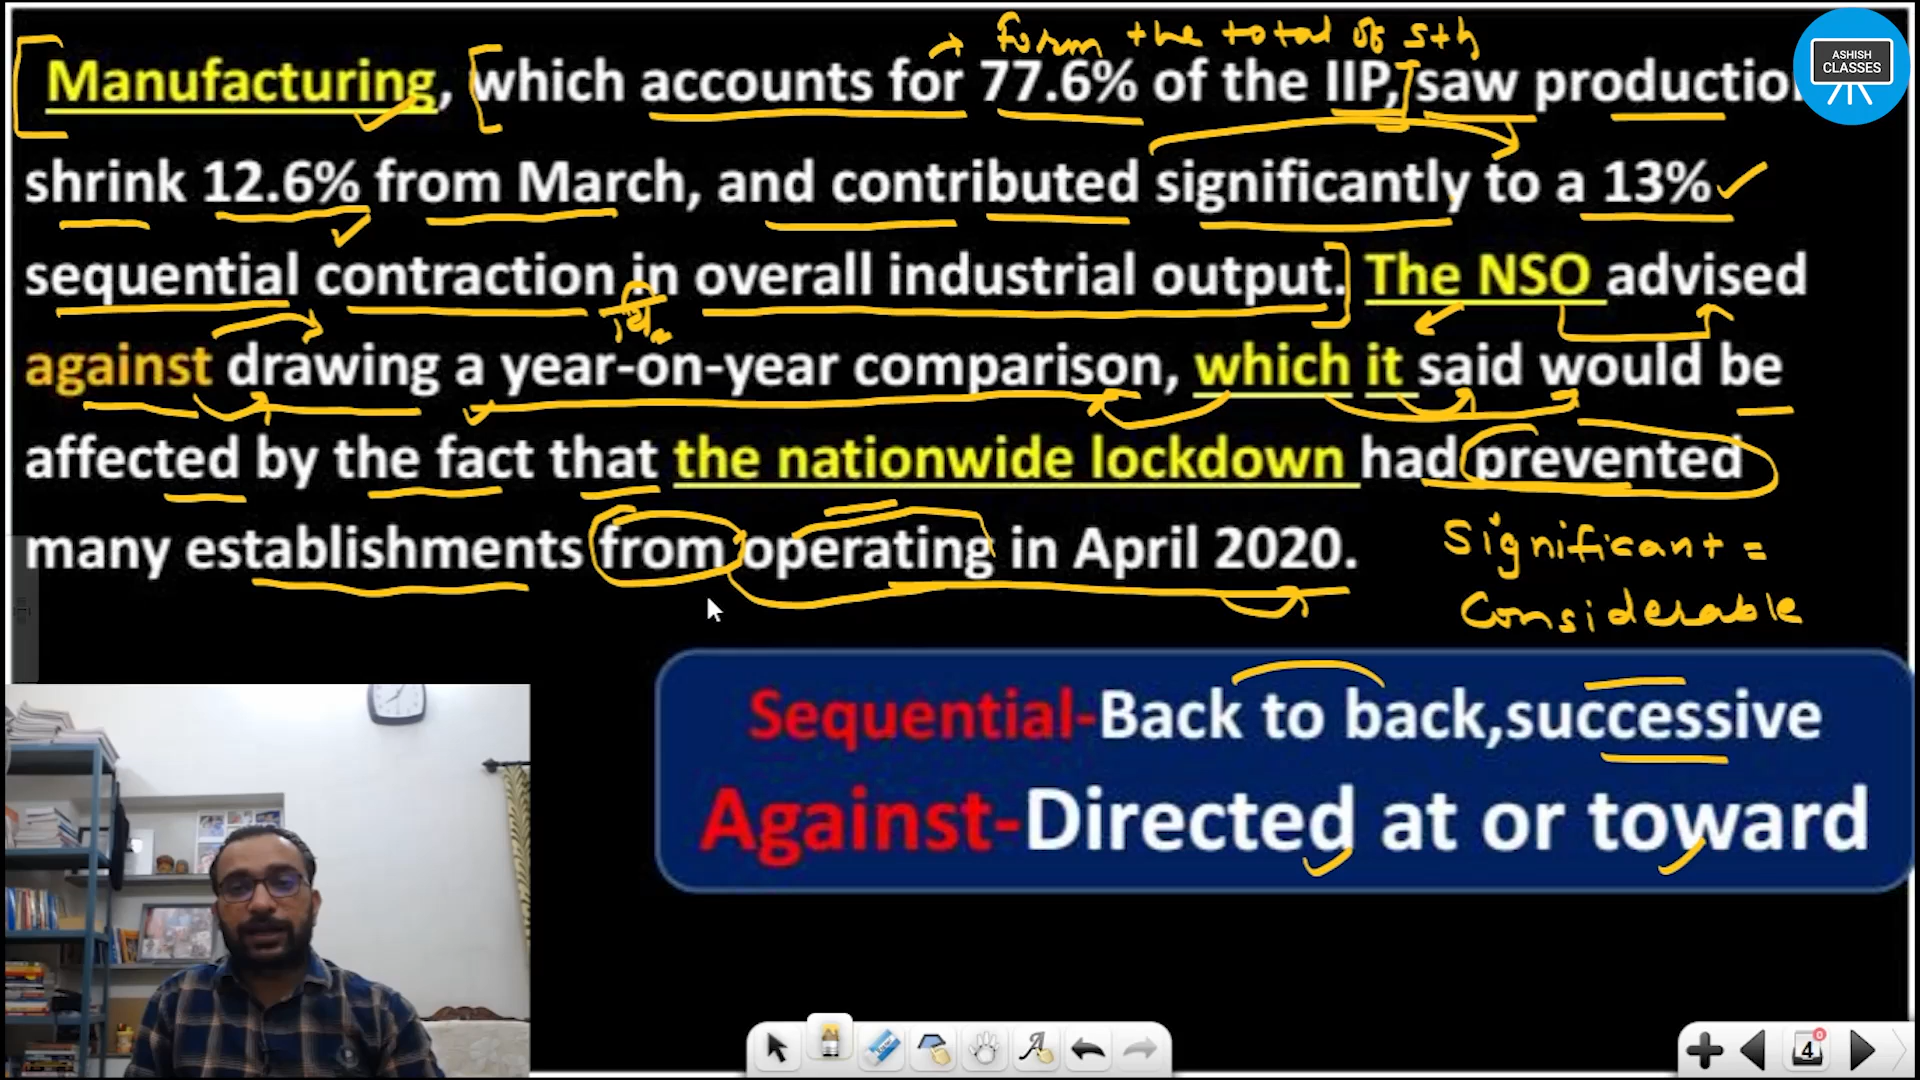 form the total of sth
Manufacturing, which accounts for 77.6% of the IIP, saw productio
shrink 12.6% from March, and contributed significantly to a 13%
sequential contraction in overall industrial output. The NSO advised
against drawing a year-on-year comparison, which it said would be
affected by the fact that the nationwide lockdown had prevented
many establishments from operating in April 2020.
Significant =
Considerable
Sequential-Back to back,successive
Against-Directed at or toward
ASHISH
CLASSES
4
0